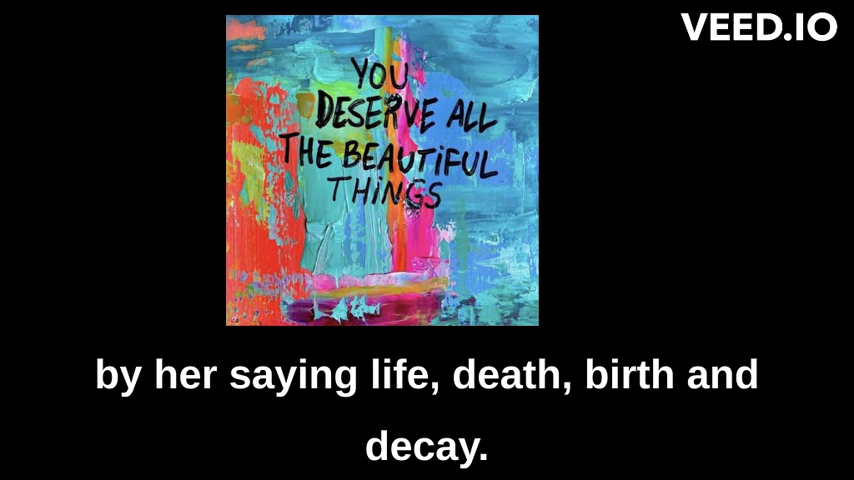 VEED.IO
YOU
DESERVE ALL
THE BEAUTiFUL
THiNGS
by her saying life, death, birth and
decay.